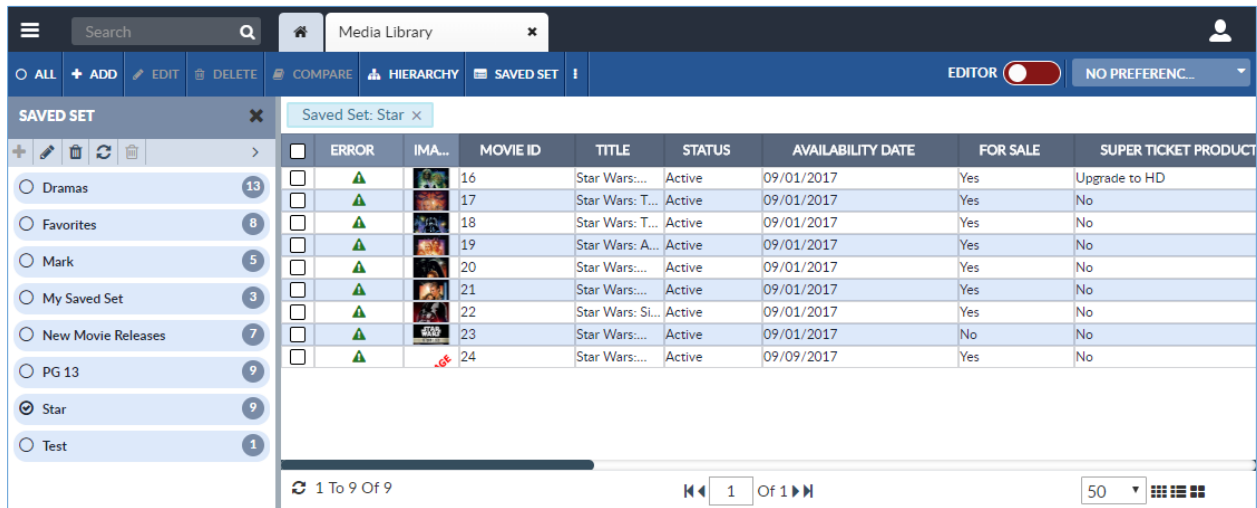 Search
Media Library
ALL ADD EDIT DELETE COMPARE HIERARCHY SAVED SET EDITOR NO PREFERENC...
SAVED SET
Saved Set: Star ×
ERROR IMA... MOVIE ID TITLE STATUS AVAILABILITY DATE FOR SALE SUPER TICKET PRODUCT
Dramas 13
Favorites 8
Mark 5
My Saved Set 3
New Movie Releases 7
PG 13 9
Star 9
Test 1
16 Star Wars:... Active 09/01/2017 Yes Upgrade to HD
17 Star Wars: T... Active 09/01/2017 Yes No
18 Star Wars: T... Active 09/01/2017 Yes No
19 Star Wars: A... Active 09/01/2017 Yes No
20 Star Wars:... Active 09/01/2017 Yes No
21 Star Wars:... Active 09/01/2017 Yes No
22 Star Wars: Si... Active 09/01/2017 Yes No
23 Star Wars:... Active 09/01/2017 No No
24 Star Wars:... Active 09/09/2017 Yes No
1 To 9 Of 9
1 Of 1
50